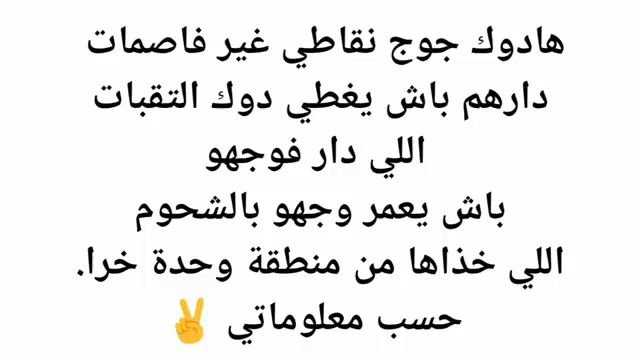 هادوك جوج نقاطي غير فاصمات
دارهم باش يغطي دوك التقبات
اللي دار فوجهو
باش يعمر وجهو بالشحوم
اللي خذاها من منطقة وحدة خرا.
حسب معلوماتي ✌️